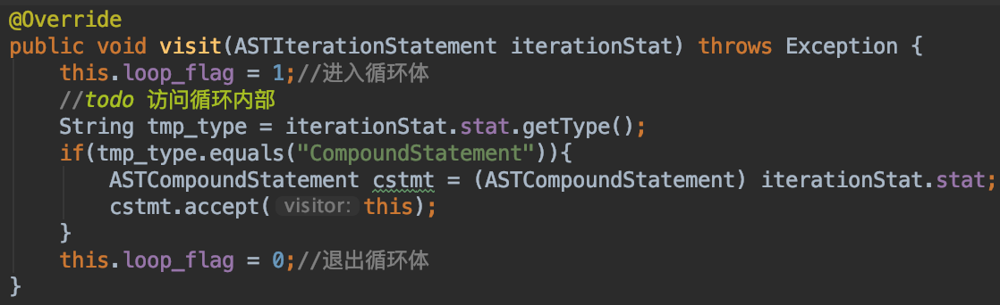 @Override
public void visit(ASTIterationStatement iterationStat) throws Exception {
    this.loop_flag = 1;//进入循环体
    //todo 访问循环内部
    String tmp_type = iterationStat.stat.getType();
    if(tmp_type.equals("CompoundStatement")){
        ASTCompoundStatement cstmt = (ASTCompoundStatement) iterationStat.stat;
        cstmt.accept( visitor: this);
    }
    this.loop_flag = 0;//退出循环体
}